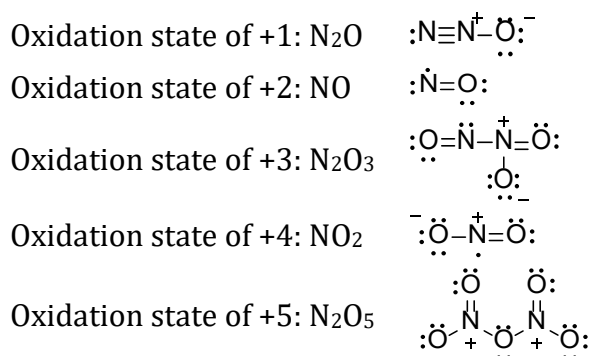 Oxidation state of +1: N₂O :N≡N⁺–O:⁻
Oxidation state of +2: NO :N=O:
Oxidation state of +3: N₂O₃ :O=N–N⁺=O:
:O:⁻
Oxidation state of +4: NO₂ ⁻:O–N⁺=O:
:O: O:
Oxidation state of +5: N₂O₅ N N
:O + O + O: